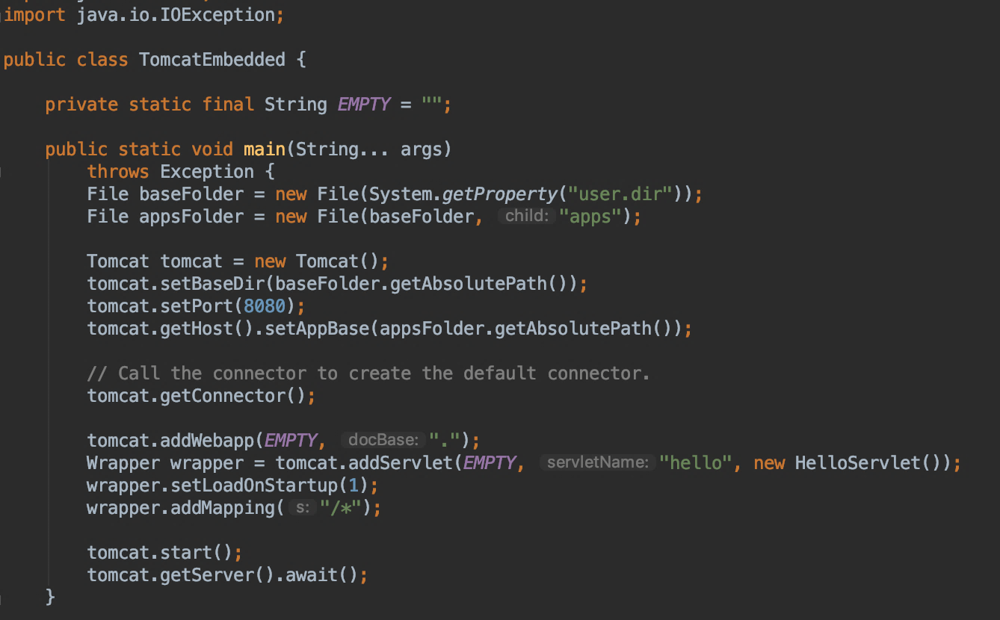 import java.io.IOException;
public class TomcatEmbedded {
private static final String EMPTY = "";
public static void main(String... args)
throws Exception {
File baseFolder = new File(System.getProperty("user.dir"));
File appsFolder = new File(baseFolder, child: "apps");
Tomcat tomcat = new Tomcat();
tomcat.setBaseDir(baseFolder.getAbsolutePath());
tomcat.setPort(8080);
tomcat.getHost().setAppBase(appsFolder.getAbsolutePath());
// Call the connector to create the default connector.
tomcat.getConnector();
tomcat.addWebapp(EMPTY, docBase: ".");
Wrapper wrapper = tomcat.addServlet(EMPTY, servletName: "hello", new HelloServlet());
wrapper.setLoadOnStartup(1);
wrapper.addMapping( s: "/*");
tomcat.start();
tomcat.getServer().await();
}